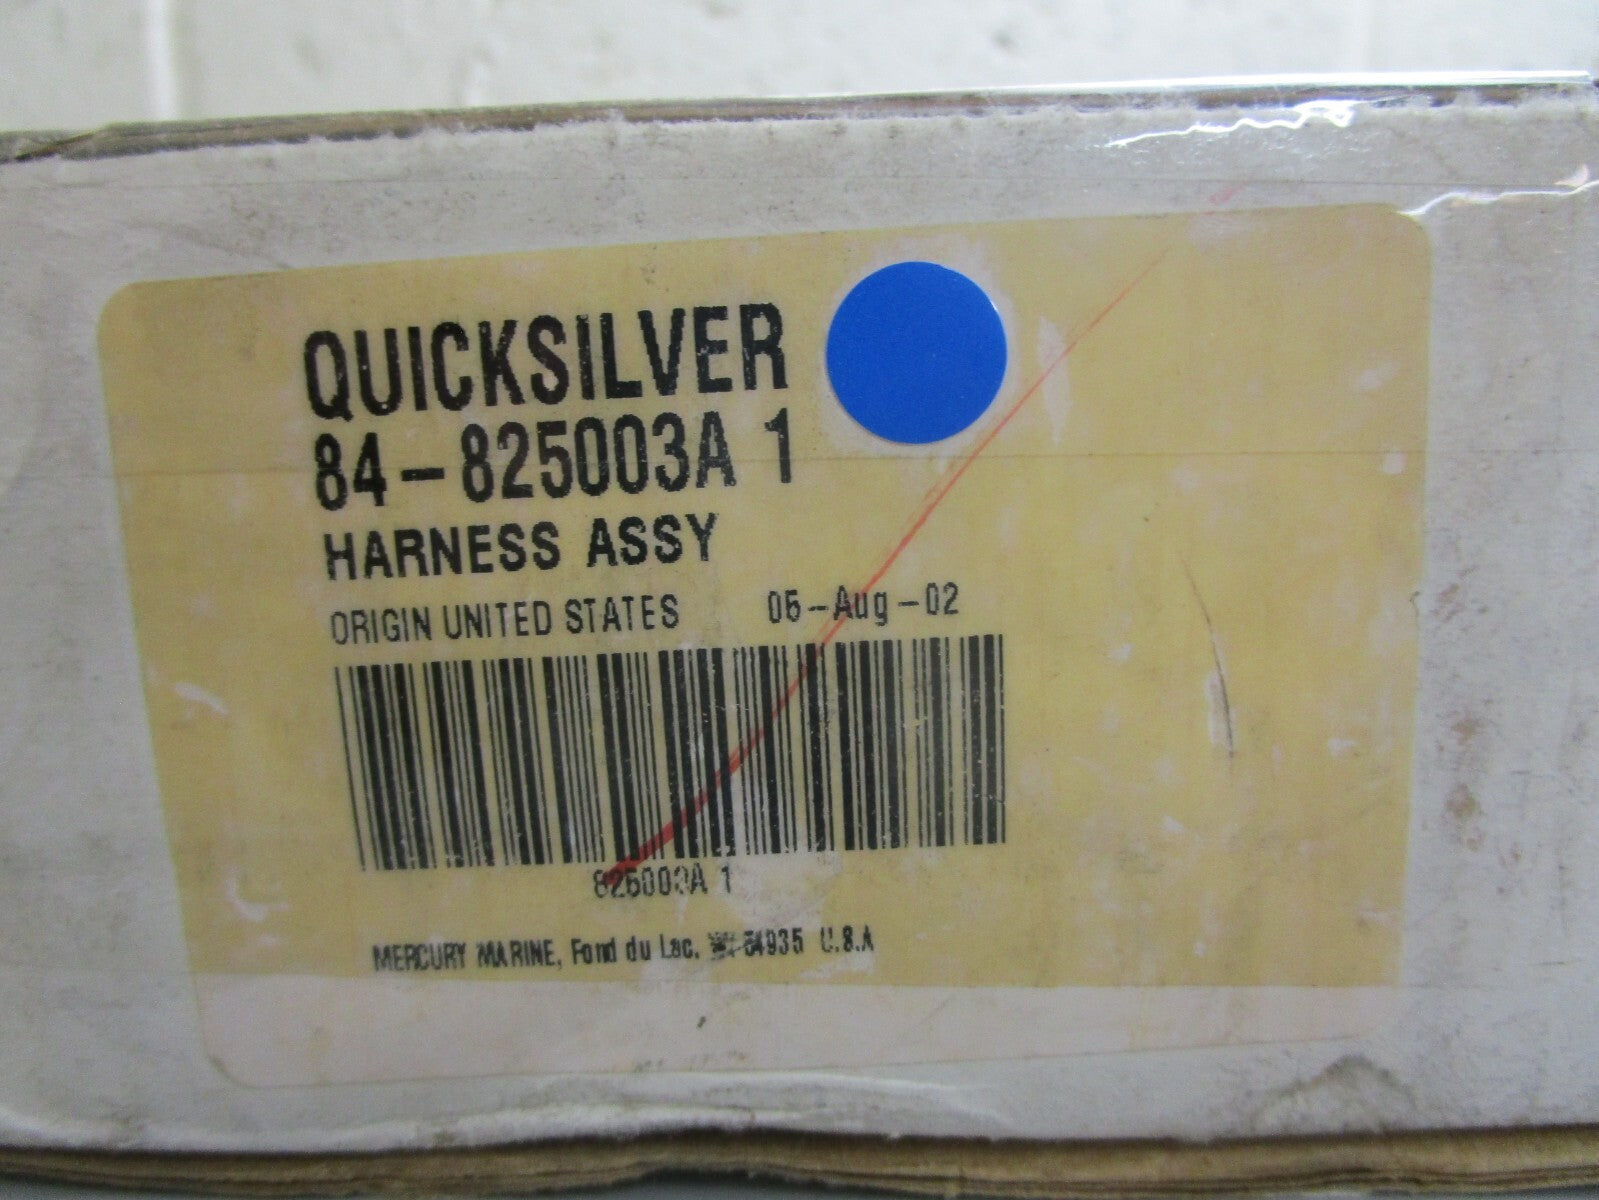 QUICKSILVER
84-825003A 1
HARNESS ASSY
ORIGIN UNITED STATES 06-Aug-02
825003A 1
MERCURY MARINE, Fond du Lac, WI 54935 U.S.A